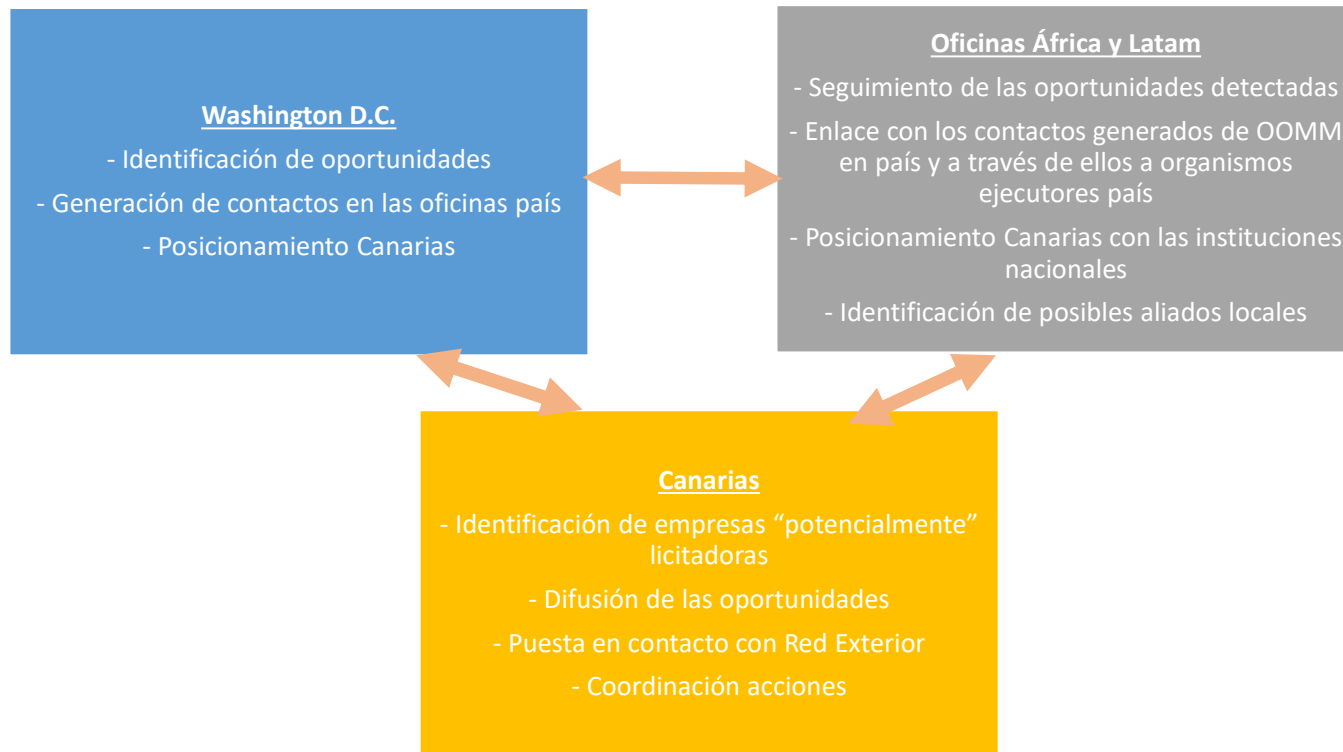 Washington D.C.
- Identificación de oportunidades
- Generación de contactos en las oficinas país
- Posicionamiento Canarias
Oficinas África y Latam
- Seguimiento de las oportunidades detectadas
- Enlace con los contactos generados de OOMM
en país y a través de ellos a organismos
ejecutores país
- Posicionamiento Canarias con las instituciones
nacionales
- Identificación de posibles aliados locales
Canarias
- Identificación de empresas “potencialmente”
licitadoras
- Difusión de las oportunidades
- Puesta en contacto con Red Exterior
- Coordinación acciones